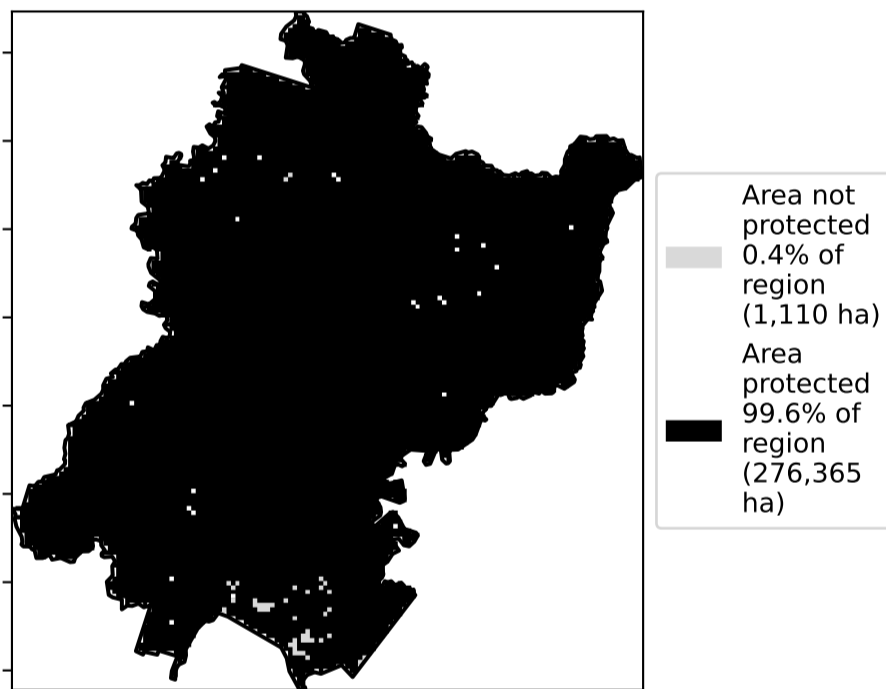 Area not
protected
0.4% of
region
(1,110 ha)
Area
protected
99.6% of
region
(276,365
ha)